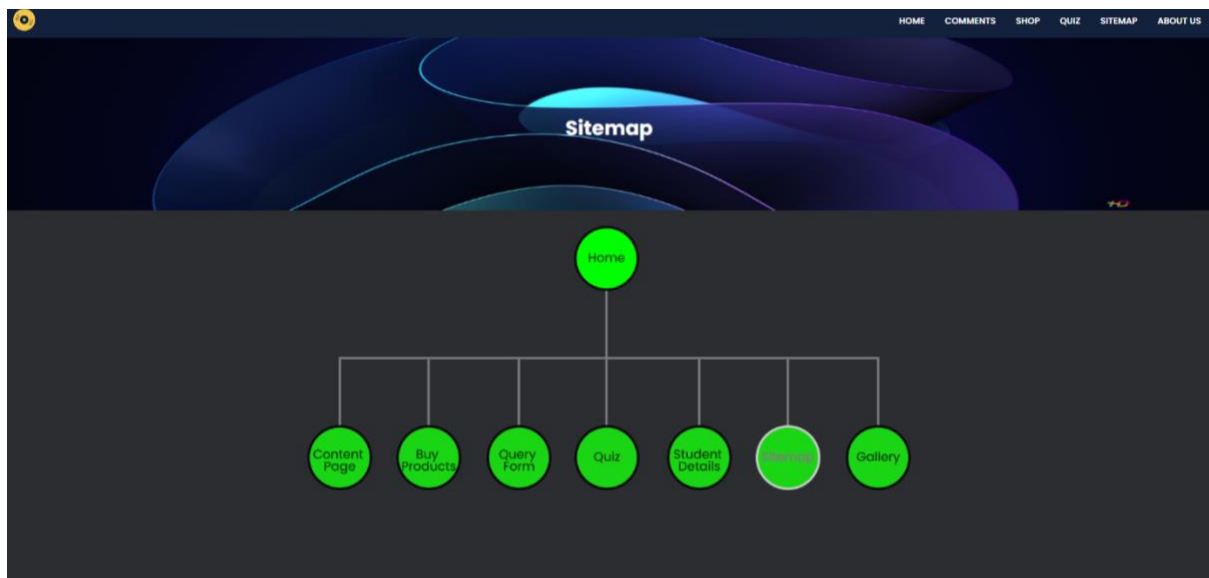 HOME COMMENTS SHOP QUIZ SITEMAP ABOUT US
Sitemap
HD
Home
Content
Page
Buy
Products
Query
Form
Quiz
Student
Details
Sitemap
Gallery